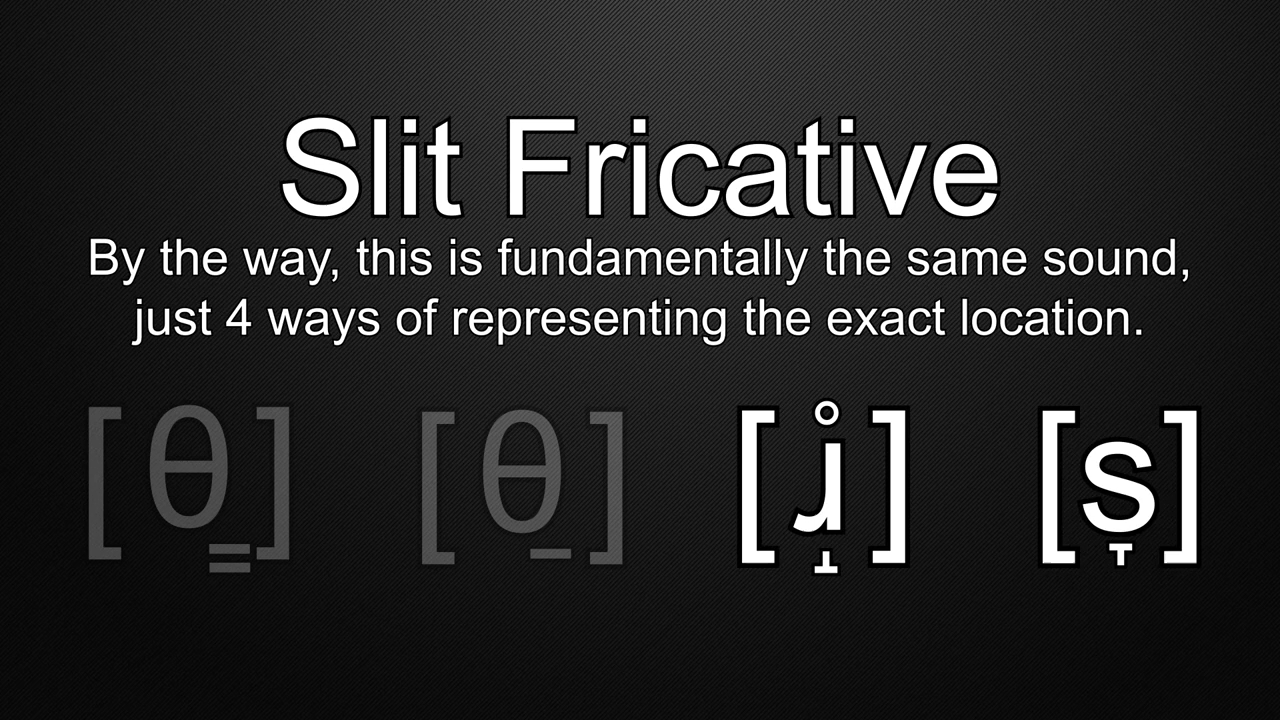 Slit Fricative
By the way, this is fundamentally the same sound,
just 4 ways of representing the exact location.
[θ͇] [θ̠] [ɹ̝̊] [s̞]